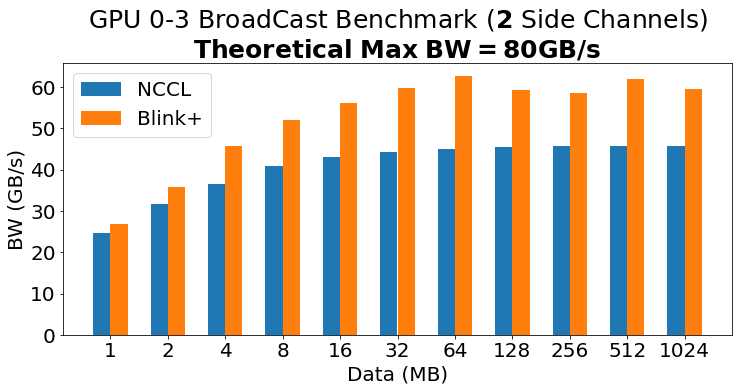 GPU 0-3 BroadCast Benchmark (2 Side Channels)
Theoretical Max BW = 80GB/s
NCCL
Blink+
BW (GB/s)
60
50
40
30
20
10
0
1 2 4 8 16 32 64 128 256 512 1024
Data (MB)